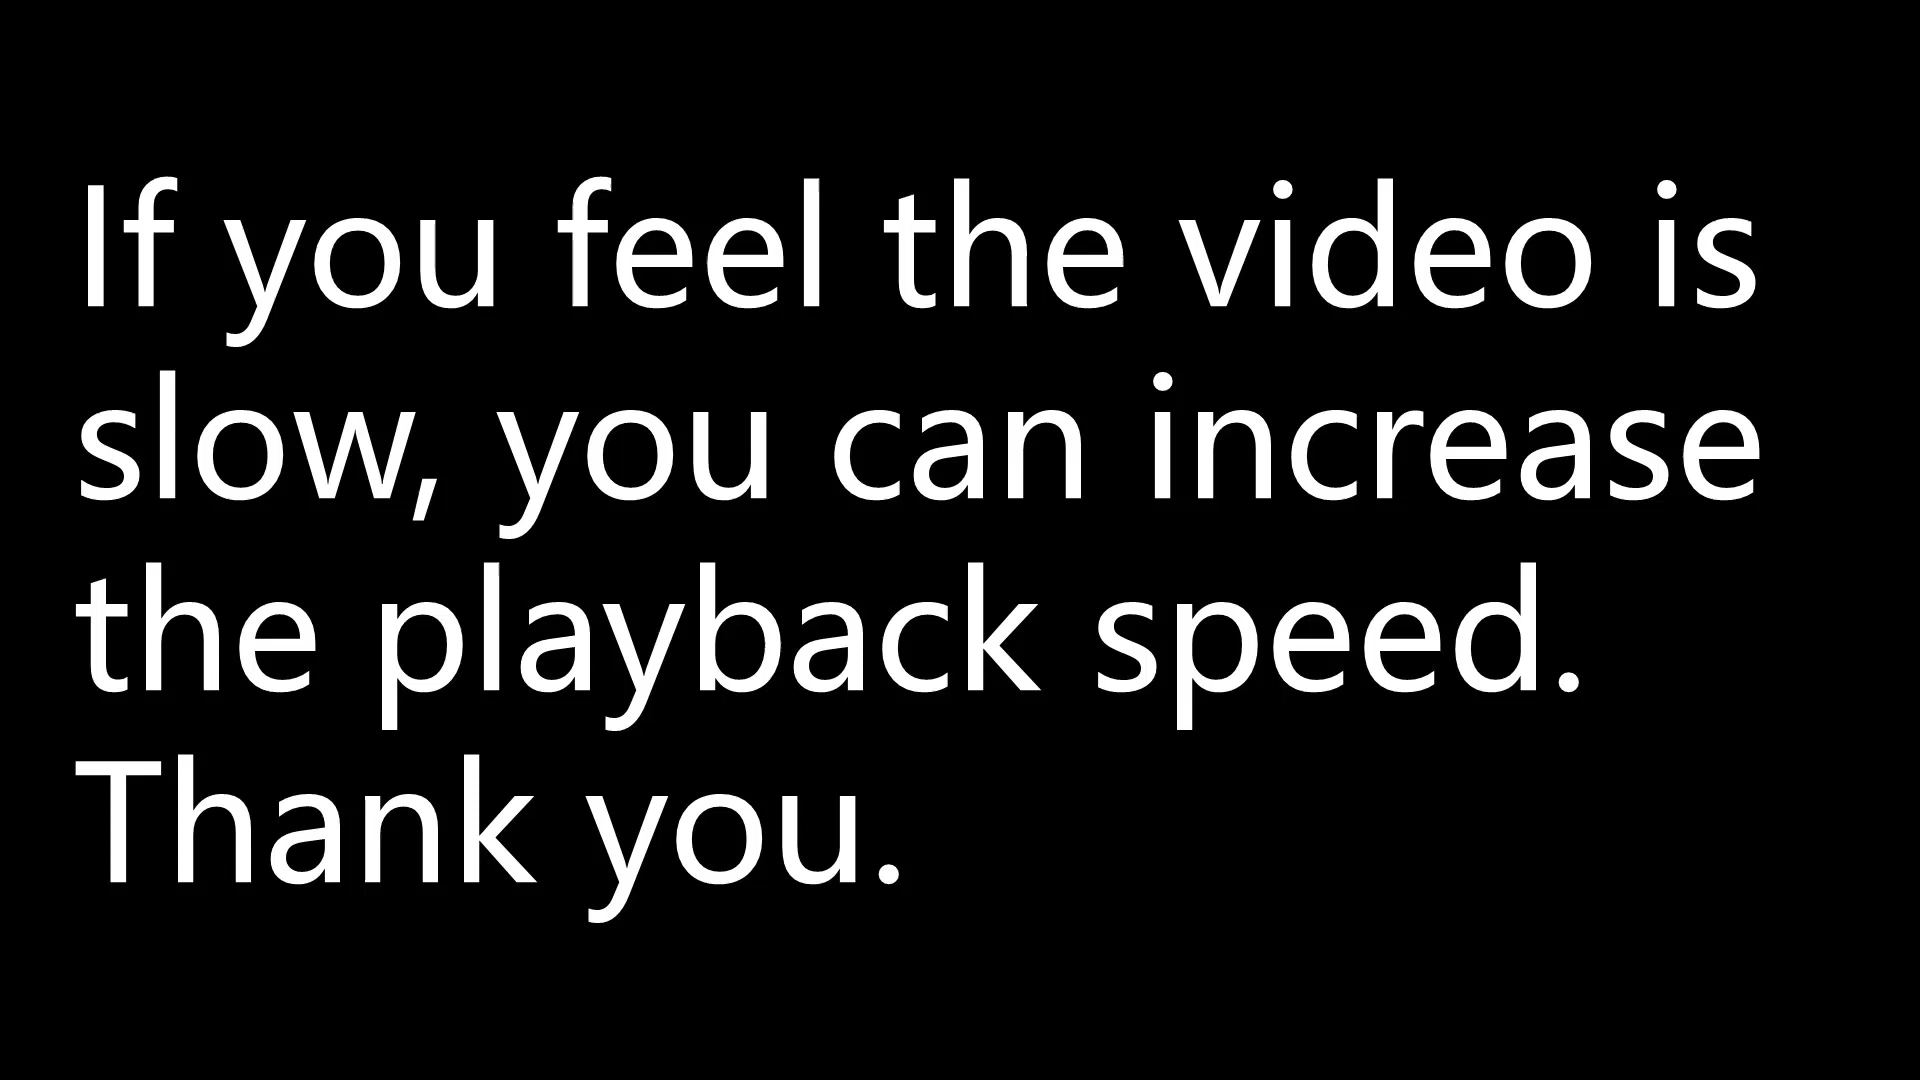 If you feel the video is
slow, you can increase
the playback speed.
Thank you.